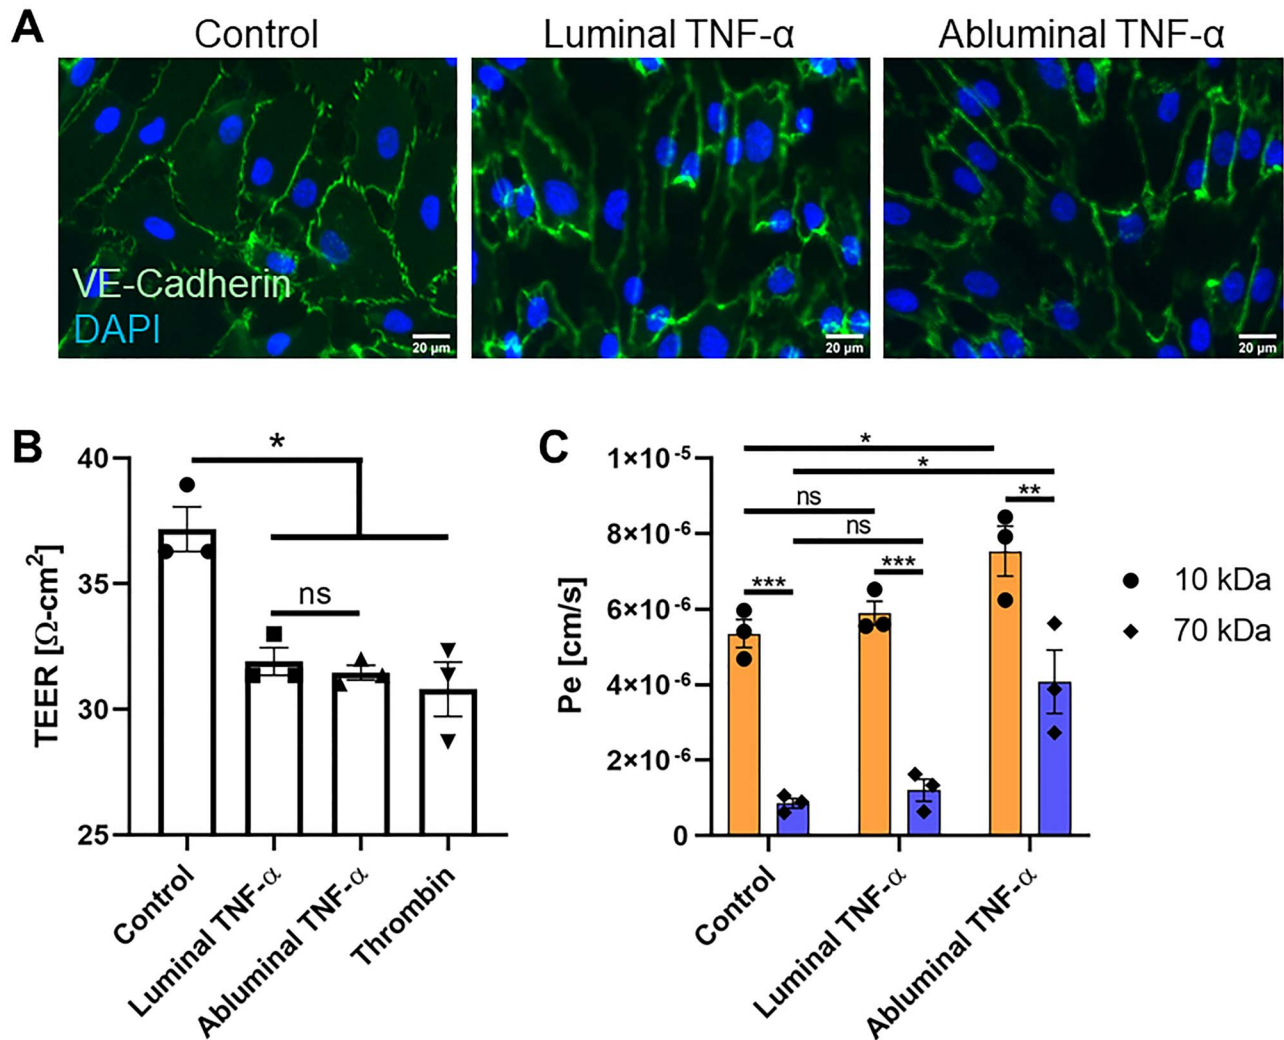 A
Control
Luminal TNF-α
Abluminal TNF-α
VE-Cadherin
DAPI
20 µm
20 µm
20 µm
B
TEER [Ω-cm²]
40
35
30
25
*
ns
Control
Luminal TNF-α
Abluminal TNF-α
Thrombin
C
Pe [cm/s]
1×10⁻⁵
8×10⁻⁶
6×10⁻⁶
4×10⁻⁶
2×10⁻⁶
0
*
*
**
ns
ns
***
***
Control
Luminal TNF-α
Abluminal TNF-α
10 kDa
70 kDa